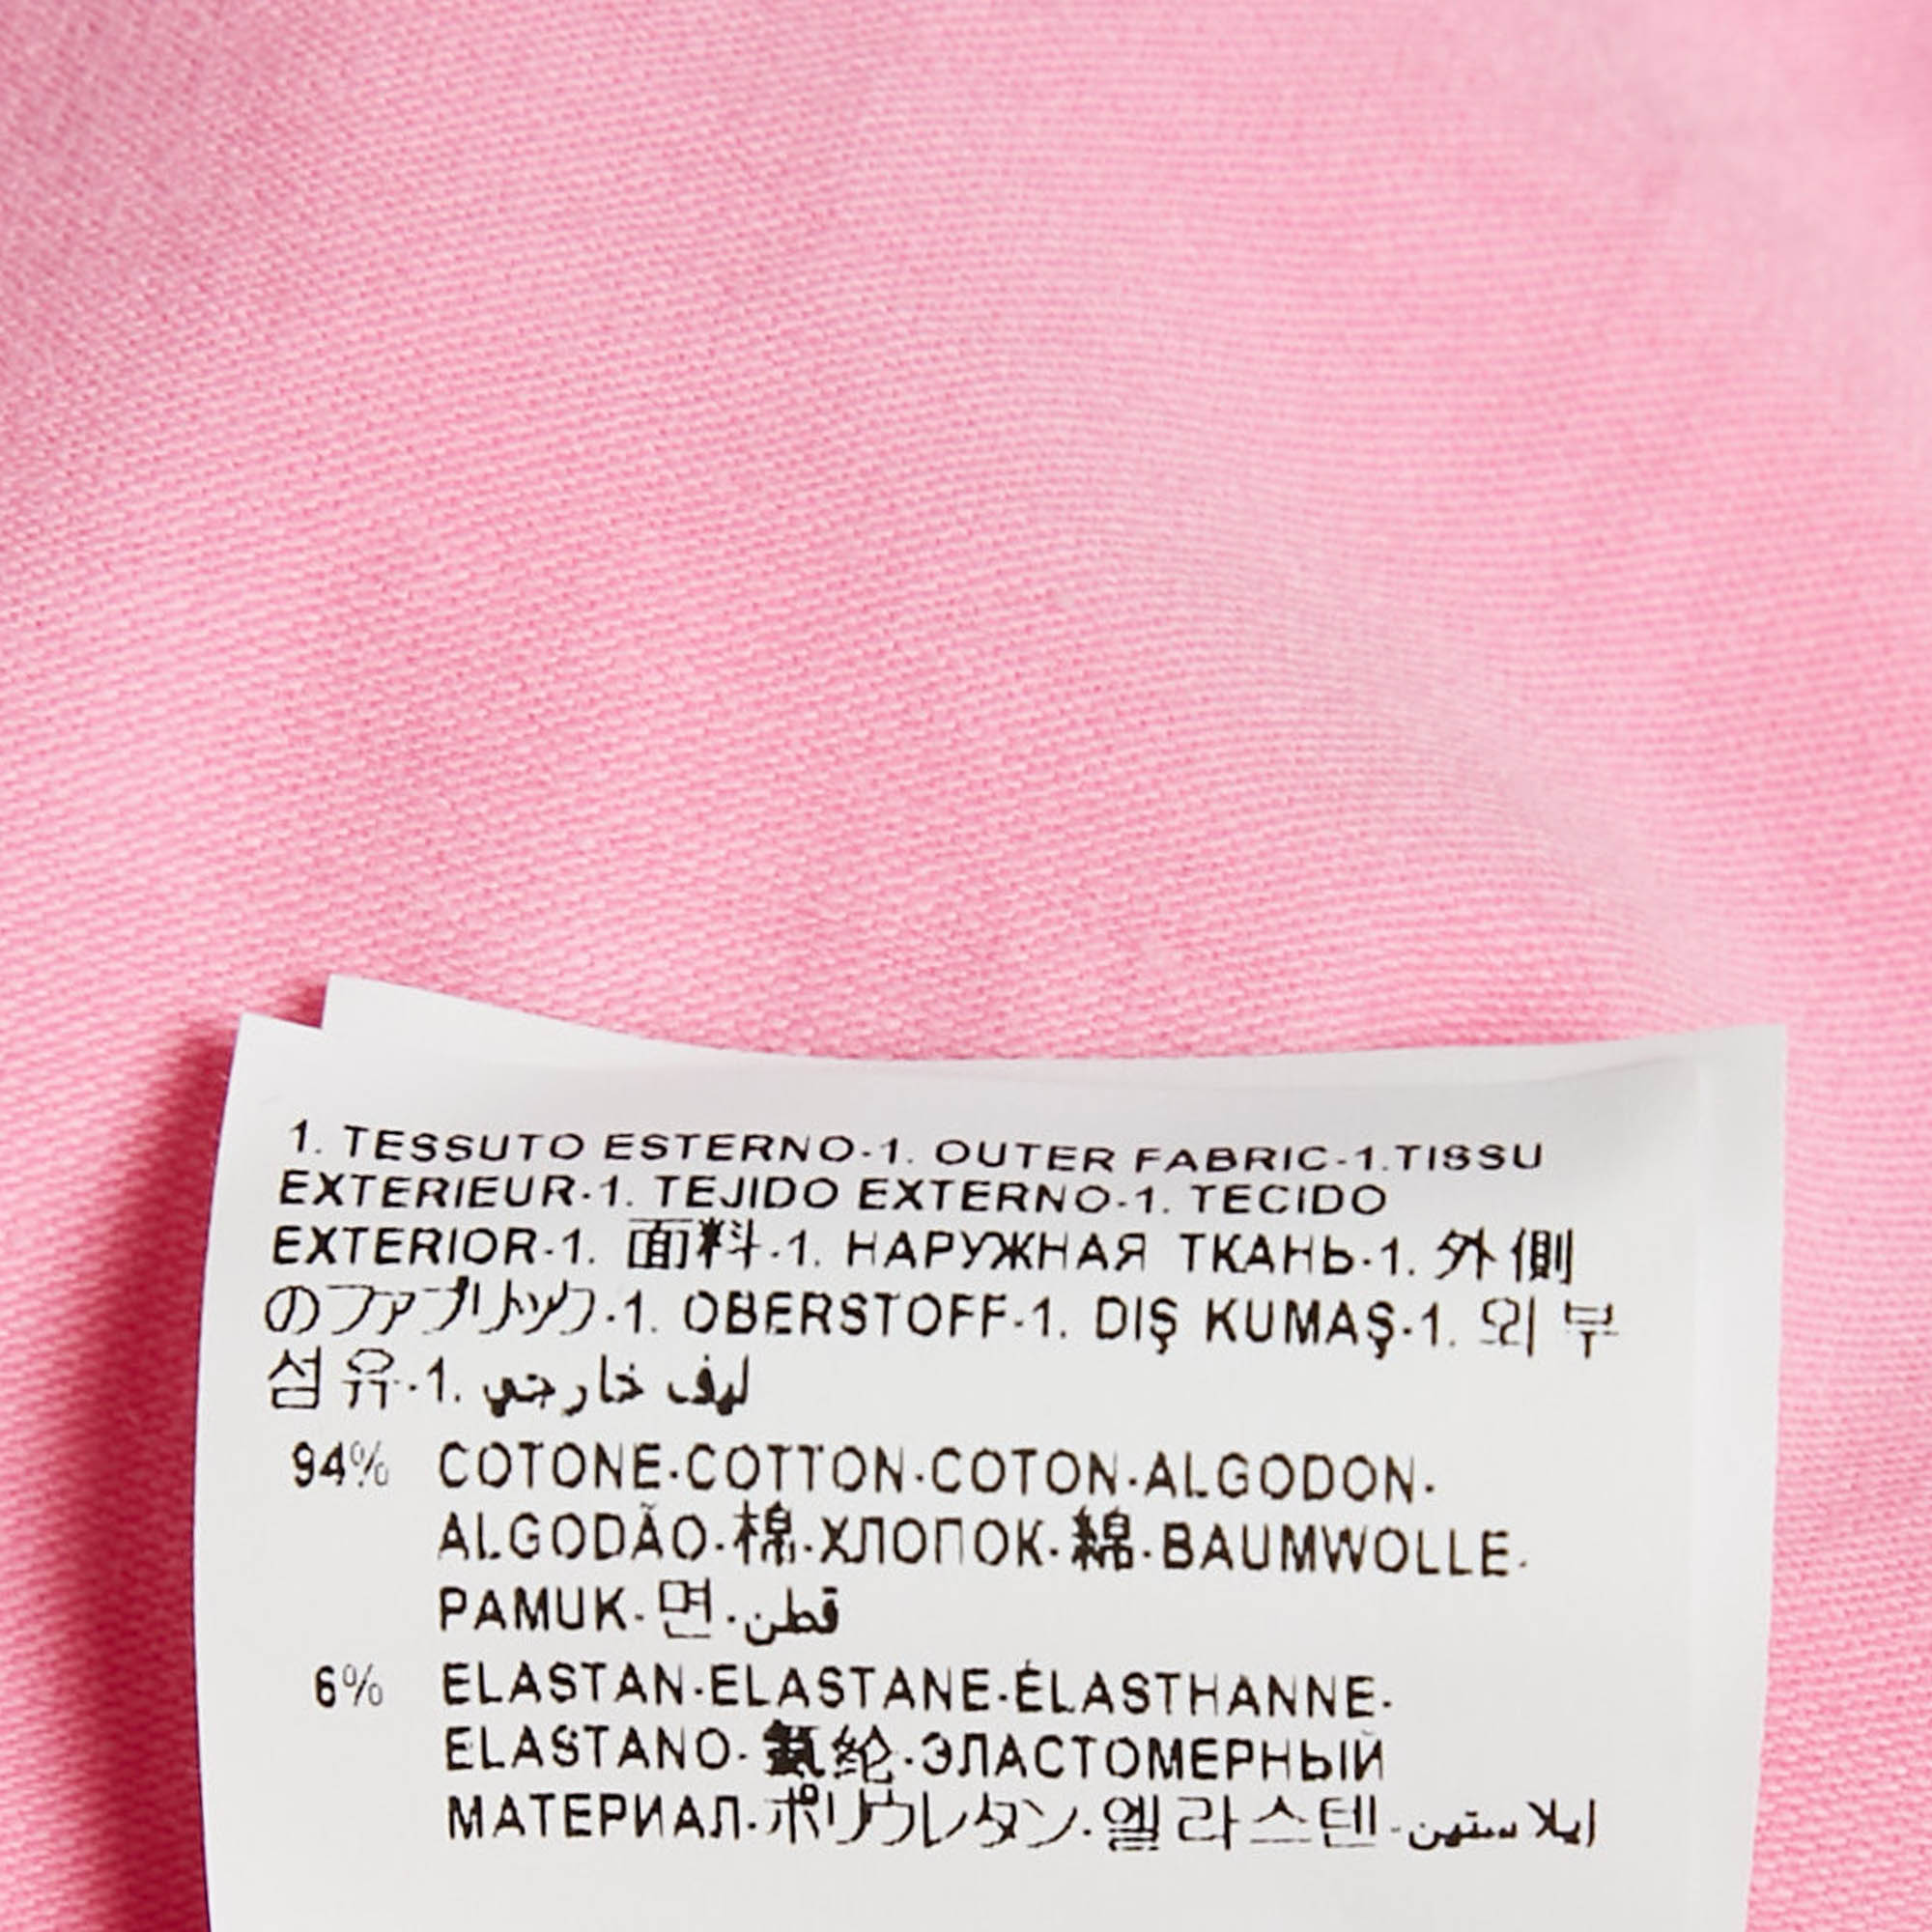 1. TESSUTO ESTERNO-1. OUTER FABRIC-1.TISSU
EXTERIEUR-1. TEJIDO EXTERNO-1. TECIDO
EXTERIOR-1. 面料-1. НАРУЖНАЯ ТКАНЬ-1. 外側
のファブリック-1. OBERSTOFF-1. DIŞ KUMAŞ-1. 외부
섬유-1. ليف خارجي
94% COTONE-COTTON-COTON-ALGODON-
ALGODÃO-棉-ХЛОПОК-綿-BAUMWOLLE-
PAMUK-면-قطن
6% ELASTAN-ELASTANE-ÉLASTHANNE-
ELASTANO-氨纶-ЭЛАСТОМЕРНЫЙ
МАТЕРИАЛ-ポリウレタン-엘라스텐-ايلاستين